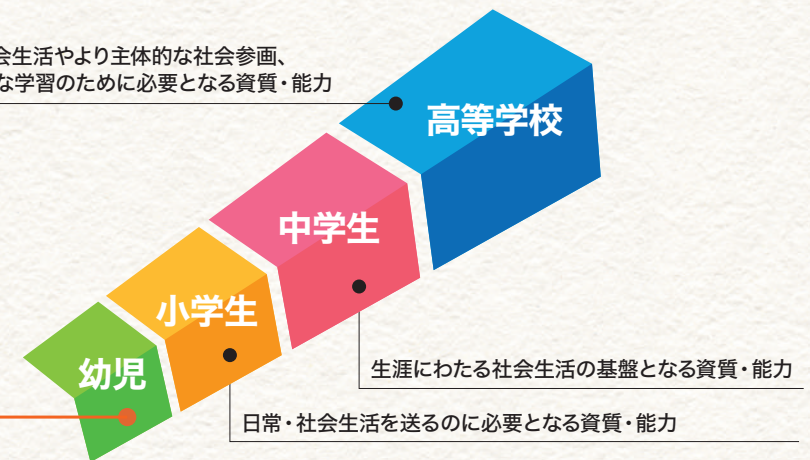 会生活やより主体的な社会参画、
な学習のために必要となる資質・能力
高等学校
中学生
小学生
幼児
生涯にわたる社会生活の基盤となる資質・能力
日常・社会生活を送るのに必要となる資質・能力